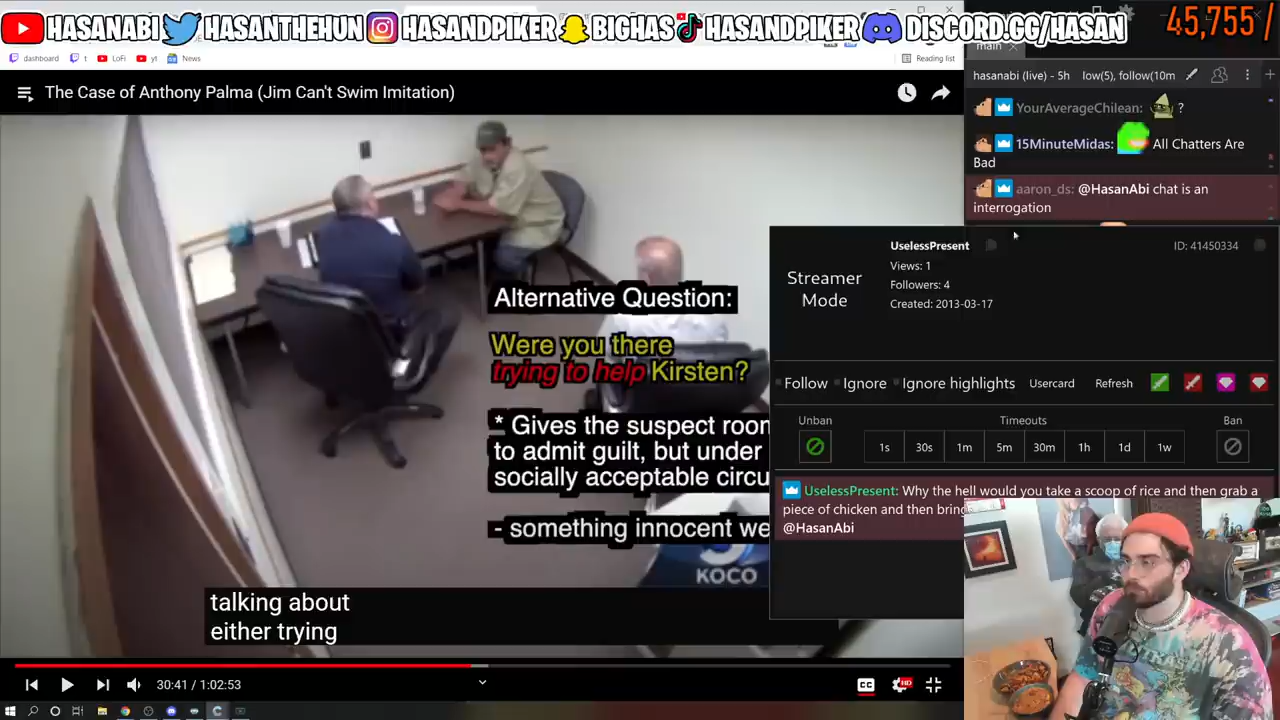 HASANABI HASANTHEHUN HASANDPIKER BIGHAS HASANDPIKER DISCORD.GG/HASAN
45,755 /
dashboard t LoFi yt News
Reading list
main
hasanabi (live) - 5h low(5), follow(10m
The Case of Anthony Palma (Jim Can't Swim Imitation)
YourAverageChilean: ?
15MinuteMidas: All Chatters Are
Bad
aaron_ds: @HasanAbi chat is an
interrogation
Alternative Question:
Were you there
trying to help Kirsten?
* Gives the suspect room
to admit guilt, but under
socially acceptable circu
- something innocent we
KOCO
talking about
either trying
30:41 / 1:02:53
CC
HD
Streamer
Mode
UselessPresent
ID: 41450334
Views: 1
Followers: 4
Created: 2013-03-17
Follow Ignore Ignore highlights Usercard Refresh
Unban Timeouts Ban
1s 30s 1m 5m 30m 1h 1d 1w
UselessPresent: Why the hell would you take a scoop of rice and then grab a
piece of chicken and then bring
@HasanAbi